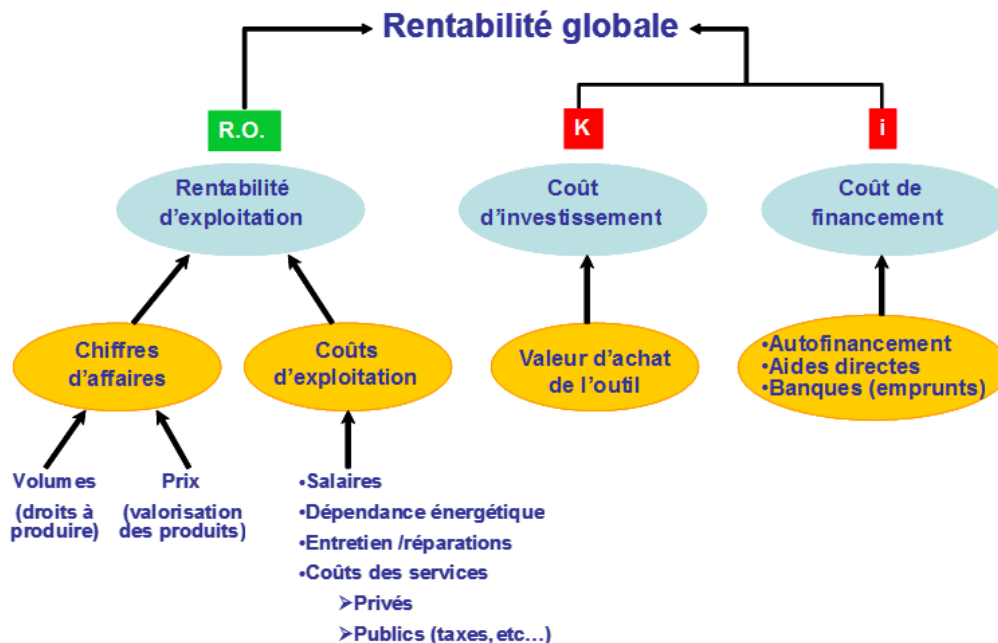 Rentabilité globale
R.O.
K
i
Rentabilité
d'exploitation
Coût
d'investissement
Coût de
financement
Chiffres
d'affaires
Coûts
d'exploitation
Valeur d'achat
de l'outil
•Autofinancement
•Aides directes
•Banques (emprunts)
Volumes
(droits à
produire)
Prix
(valorisation
des produits)
•Salaires
•Dépendance énergétique
•Entretien /réparations
•Coûts des services
➢Privés
➢Publics (taxes, etc…)